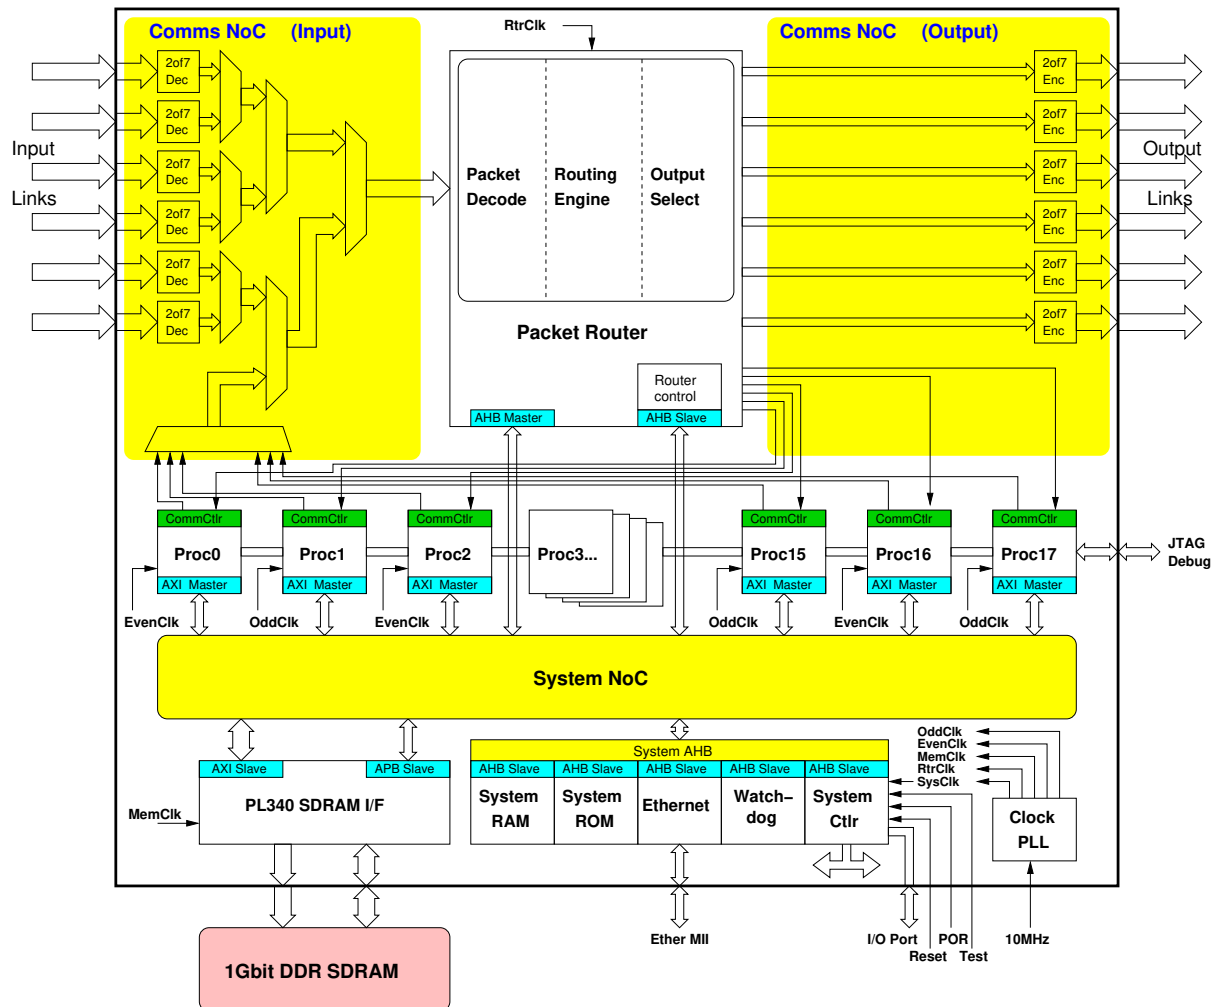 Comms NoC (Input)
RtrClk
Comms NoC (Output)
2of7
Dec
2of7
Dec
2of7
Dec
2of7
Dec
2of7
Dec
2of7
Dec
Input
Links
Packet
Decode
Routing
Engine
Output
Select
Packet Router
Router
control
AHB Master
AHB Slave
2of7
Enc
2of7
Enc
2of7
Enc
2of7
Enc
2of7
Enc
2of7
Enc
Output
Links
CommCtlr
Proc0
AXI Master
CommCtlr
Proc1
AXI Master
CommCtlr
Proc2
AXI Master
Proc3...
CommCtlr
Proc15
AXI Master
CommCtlr
Proc16
AXI Master
CommCtlr
Proc17
AXI Master
JTAG
Debug
EvenClk
OddClk
EvenClk
OddClk
EvenClk
OddClk
System NoC
AXI Slave
APB Slave
PL340 SDRAM I/F
MemClk
System AHB
AHB Slave
AHB Slave
AHB Slave
AHB Slave
AHB Slave
System
RAM
System
ROM
Ethernet
Watch-
dog
System
Ctlr
OddClk
EvenClk
MemClk
RtrClk
SysClk
Clock
PLL
Ether MII
I/O Port
Reset
POR
Test
10MHz
1Gbit DDR SDRAM